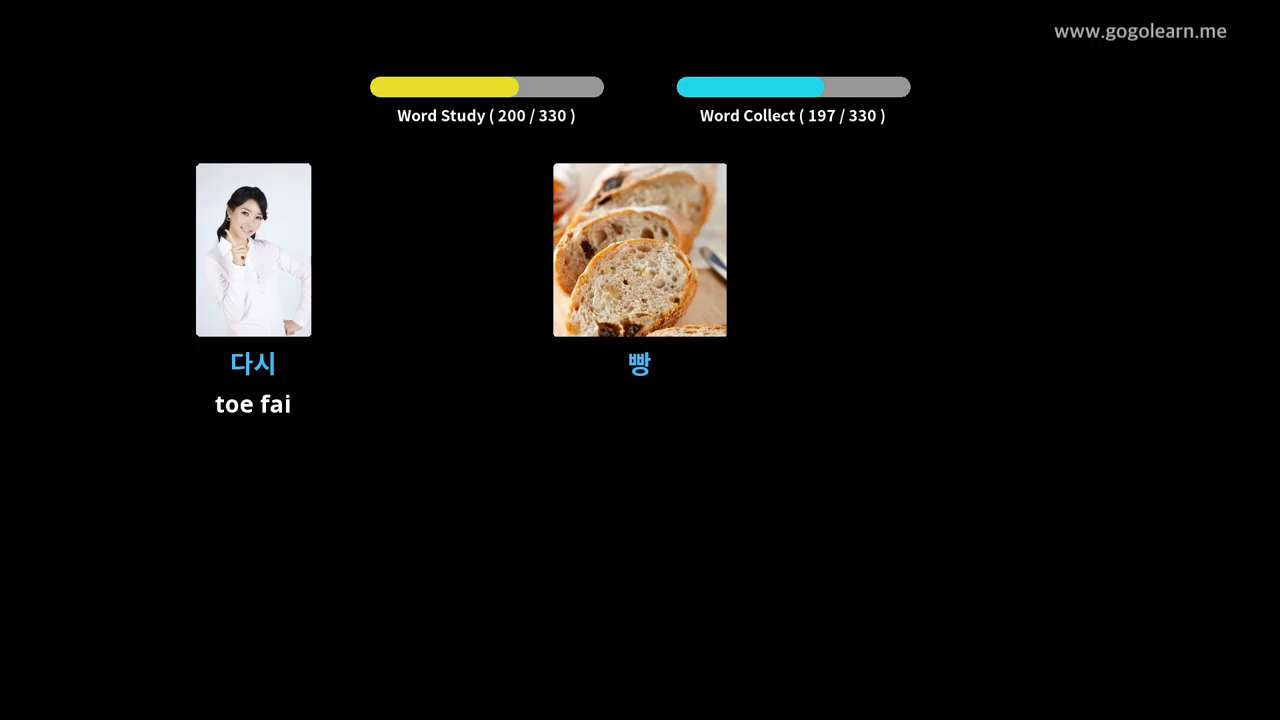 www.gogolearn.me
Word Study ( 200 / 330 )
Word Collect ( 197 / 330 )
다시
toe fai
빵